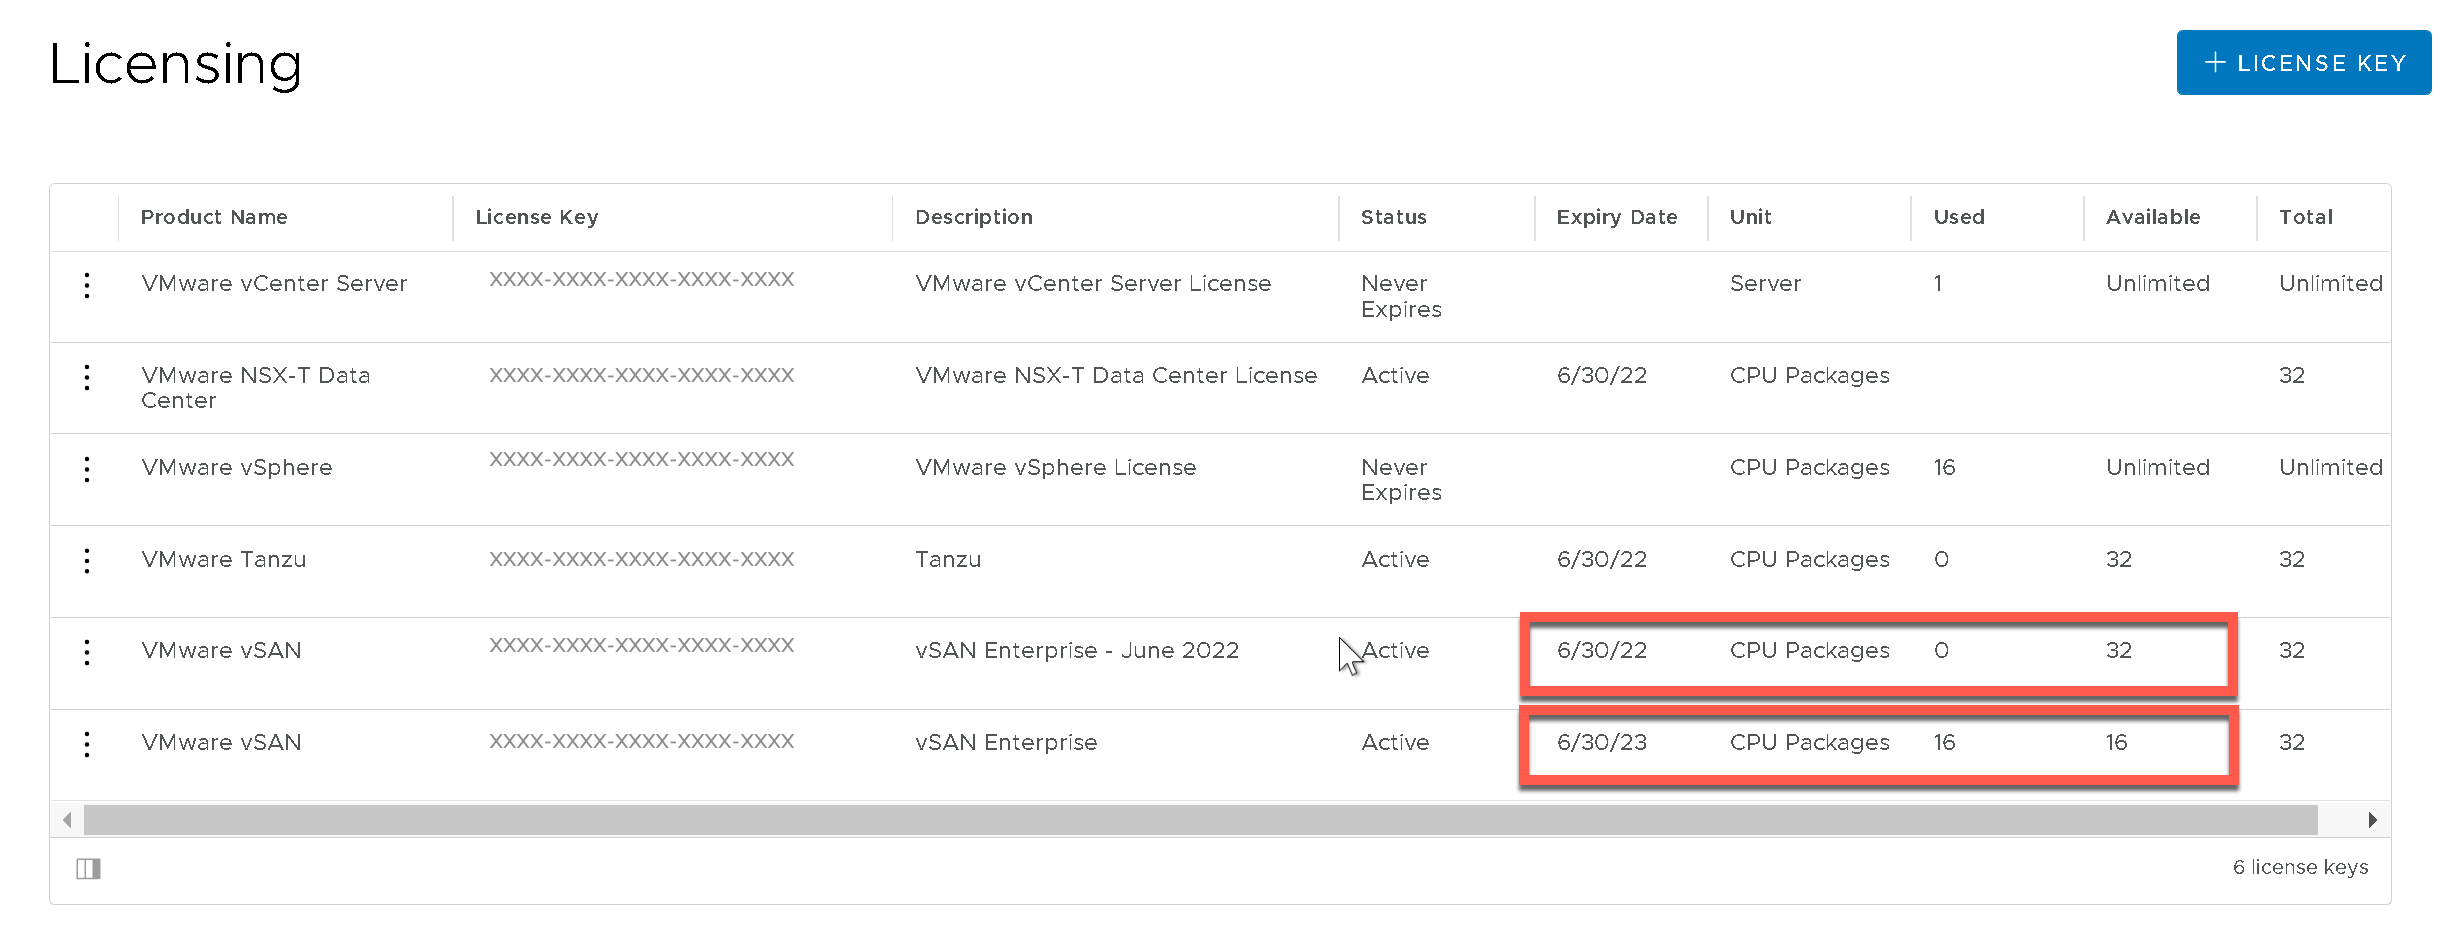 Licensing
+ LICENSE KEY
Product Name License Key Description Status Expiry Date Unit Used Available Total
VMware vCenter Server XXXX-XXXX-XXXX-XXXX-XXXX VMware vCenter Server License Never Server 1 Unlimited Unlimited
Expires
VMware NSX-T Data XXXX-XXXX-XXXX-XXXX-XXXX VMware NSX-T Data Center License Active 6/30/22 CPU Packages 32
Center
VMware vSphere XXXX-XXXX-XXXX-XXXX-XXXX VMware vSphere License Never CPU Packages 16 Unlimited Unlimited
Expires
VMware Tanzu XXXX-XXXX-XXXX-XXXX-XXXX Tanzu Active 6/30/22 CPU Packages 0 32 32
VMware vSAN XXXX-XXXX-XXXX-XXXX-XXXX vSAN Enterprise - June 2022 Active 6/30/22 CPU Packages 0 32 32
VMware vSAN XXXX-XXXX-XXXX-XXXX-XXXX vSAN Enterprise Active 6/30/23 CPU Packages 16 16 32
6 license keys